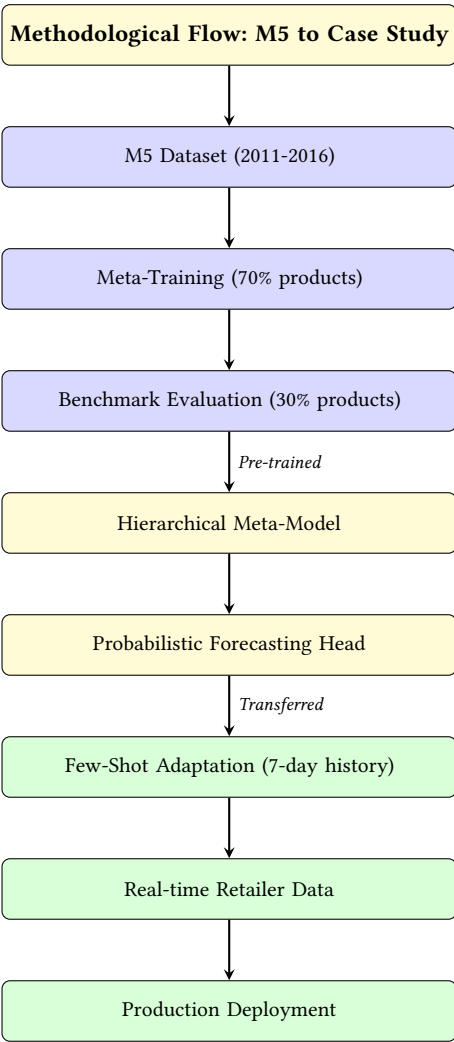 Methodological Flow: M5 to Case Study
M5 Dataset (2011-2016)
Meta-Training (70% products)
Benchmark Evaluation (30% products)
Pre-trained
Hierarchical Meta-Model
Probabilistic Forecasting Head
Transferred
Few-Shot Adaptation (7-day history)
Real-time Retailer Data
Production Deployment